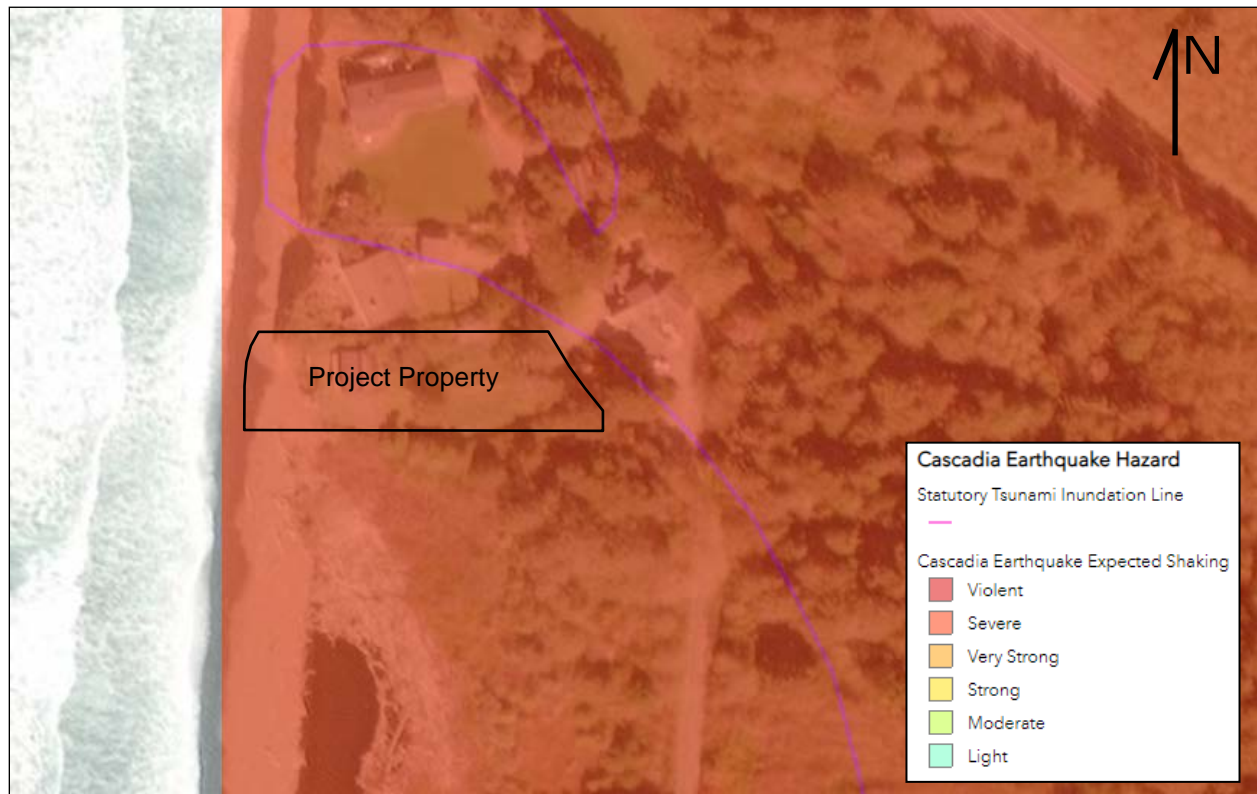 N
Project Property
Cascadia Earthquake Hazard
Statutory Tsunami Inundation Line
Cascadia Earthquake Expected Shaking
Violent
Severe
Very Strong
Strong
Moderate
Light